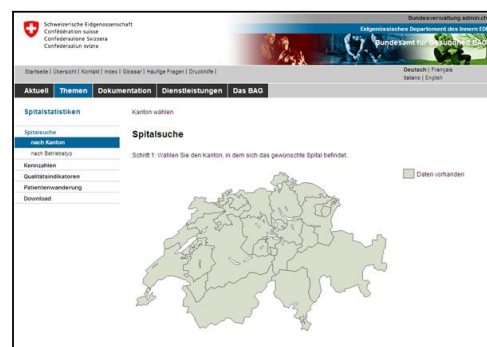 Schweizerische Eidgenossenschaft
Confédération suisse
Confederazione Svizzera
Confederaziun svizra
Bundesverwaltung admin.ch
Eidgenössisches Departement des Innern EDI
Bundesamt für Gesundheit BAG
Startseite | Übersicht | Kontakt | Index | Glossar | Häufige Fragen | Druckhilfe |
Deutsch | Français
Italiano | English
Aktuell Themen Dokumentation Dienstleistungen Das BAG
Spitalstatistiken
Spitalsuche
nach Kanton
nach Betriebstyp
Kennzahlen
Qualitätsindikatoren
Patientenwanderung
Download
Kanton wählen
Spitalsuche
Schritt 1: Wählen Sie den Kanton, in dem sich das gewünschte Spital befindet.
Daten vorhanden